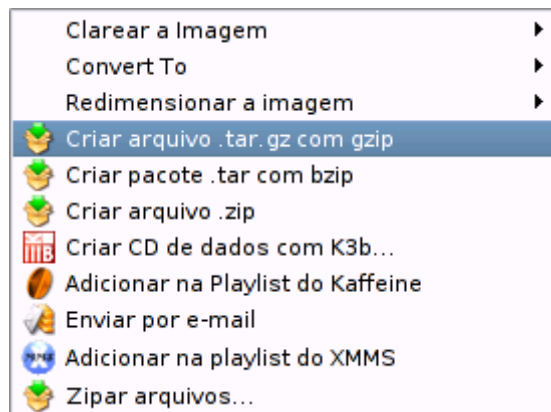 Clarear a Imagem
Convert To
Redimensionar a imagem
Criar arquivo .tar.gz com gzip
Criar pacote .tar com bzip
Criar arquivo .zip
Criar CD de dados com K3b...
Adicionar na Playlist do Kaffeine
Enviar por e-mail
Adicionar na playlist do XMMS
Zipar arquivos...